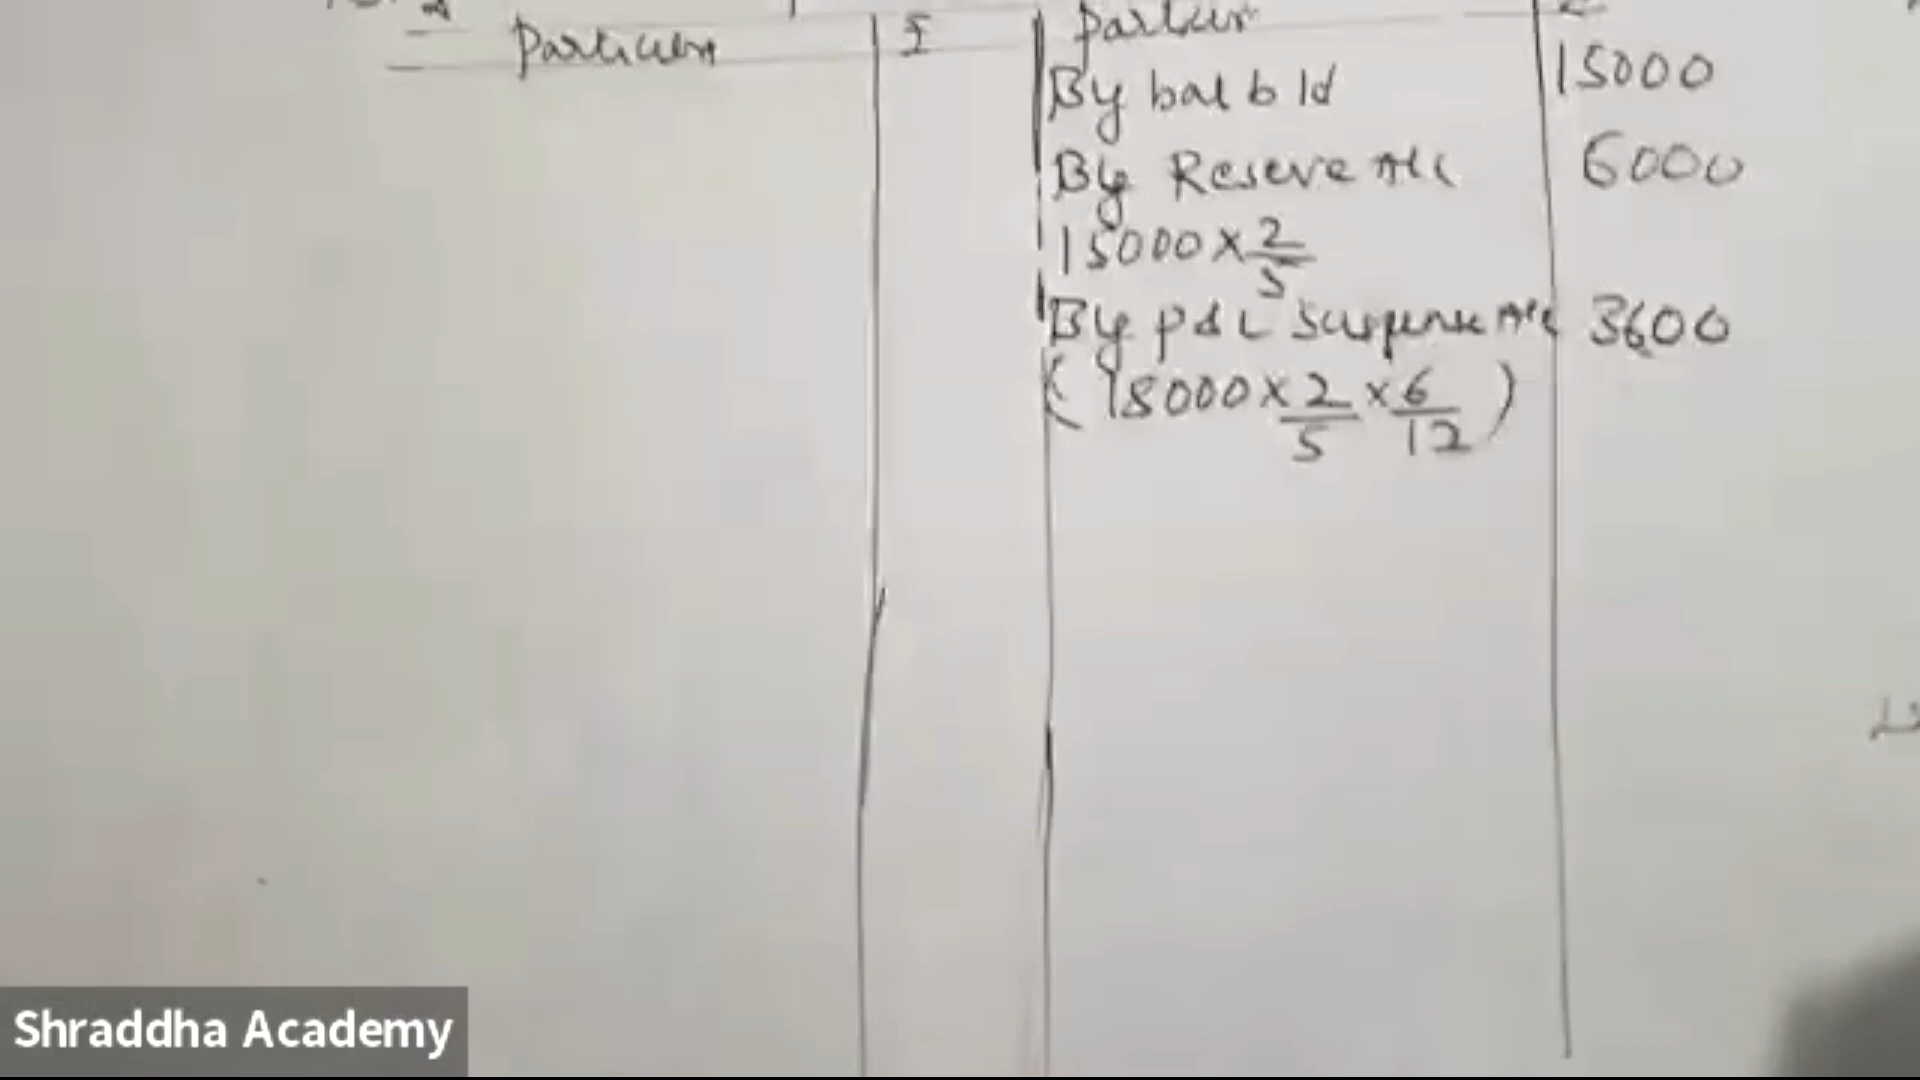 Particulars
₹
Particur
By bal b/d
15000
By Reserve A/c
6000
15000 × 2/5
By P & L suspense A/c
3600
(18000 × 2/5 × 6/12)
Shraddha Academy